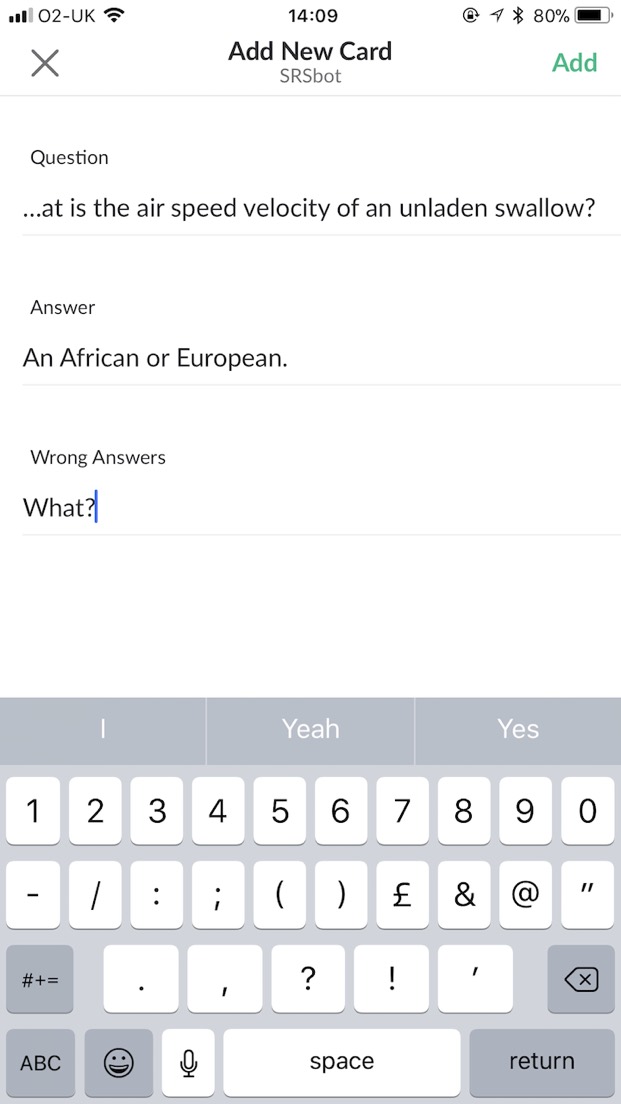 O2-UK 14:09 80%
Add New Card
SRSbot
Add
Question
...at is the air speed velocity of an unladen swallow?
Answer
An African or European.
Wrong Answers
What?
I Yeah Yes
1 2 3 4 5 6 7 8 9 0
- / : ; ( ) £ & @ "
#+= . , ? ! '
ABC space return